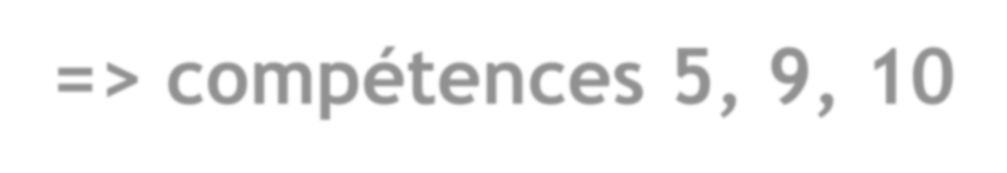 => compétences 5, 9, 10